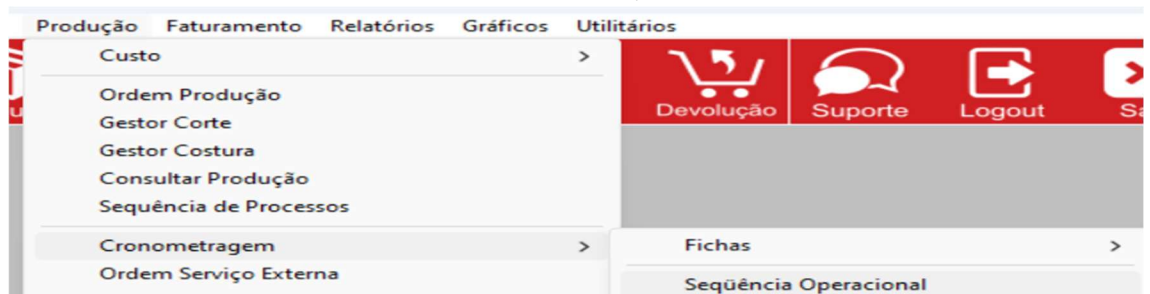 Produção Faturamento Relatórios Gráficos Utilitários
Custo >
Ordem Produção
Gestor Corte
Gestor Costura
Consultar Produção
Sequência de Processos
Cronometragem >
Ordem Serviço Externa
Devolução Suporte Logout
Fichas >
Seqüência Operacional